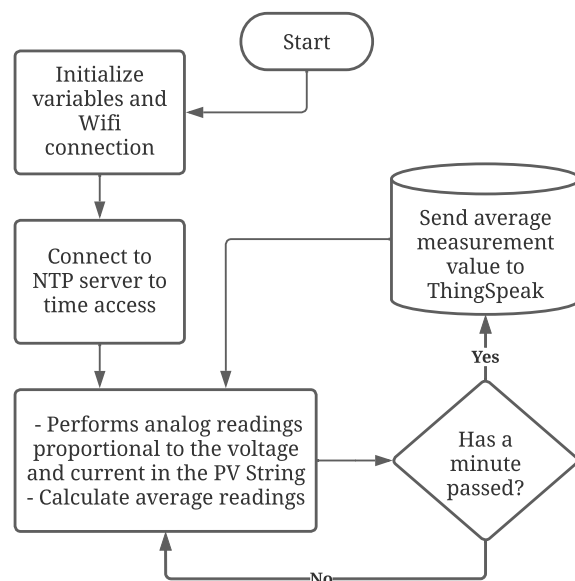 Start
Initialize
variables and
Wifi
connection
Connect to
NTP server to
time access
Send average
measurement
value to
ThingSpeak
Yes
- Performs analog readings
proportional to the voltage
and current in the PV String
- Calculate average readings
Has a
minute
passed?
No